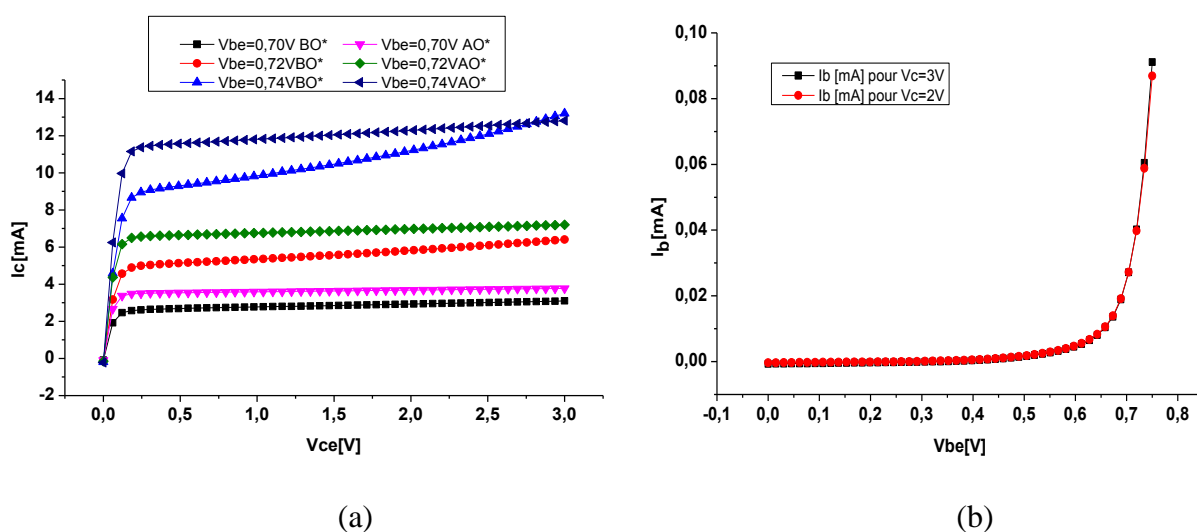 Vbe=0,70V BO* Vbe=0,70V AO*
Vbe=0,72VBO* Vbe=0,72VAO*
Vbe=0,74VBO* Vbe=0,74VAO*
14
12
10
8
6
4
2
0
-2
Ic[mA]
0,0 0,5 1,0 1,5 2,0 2,5 3,0
Vce[V]
(a)
Ib [mA] pour Vc=3V
Ib [mA] pour Vc=2V
0,10
0,08
0,06
0,04
0,02
0,00
Ib[mA]
-0,1 0,0 0,1 0,2 0,3 0,4 0,5 0,6 0,7 0,8
Vbe[V]
(b)